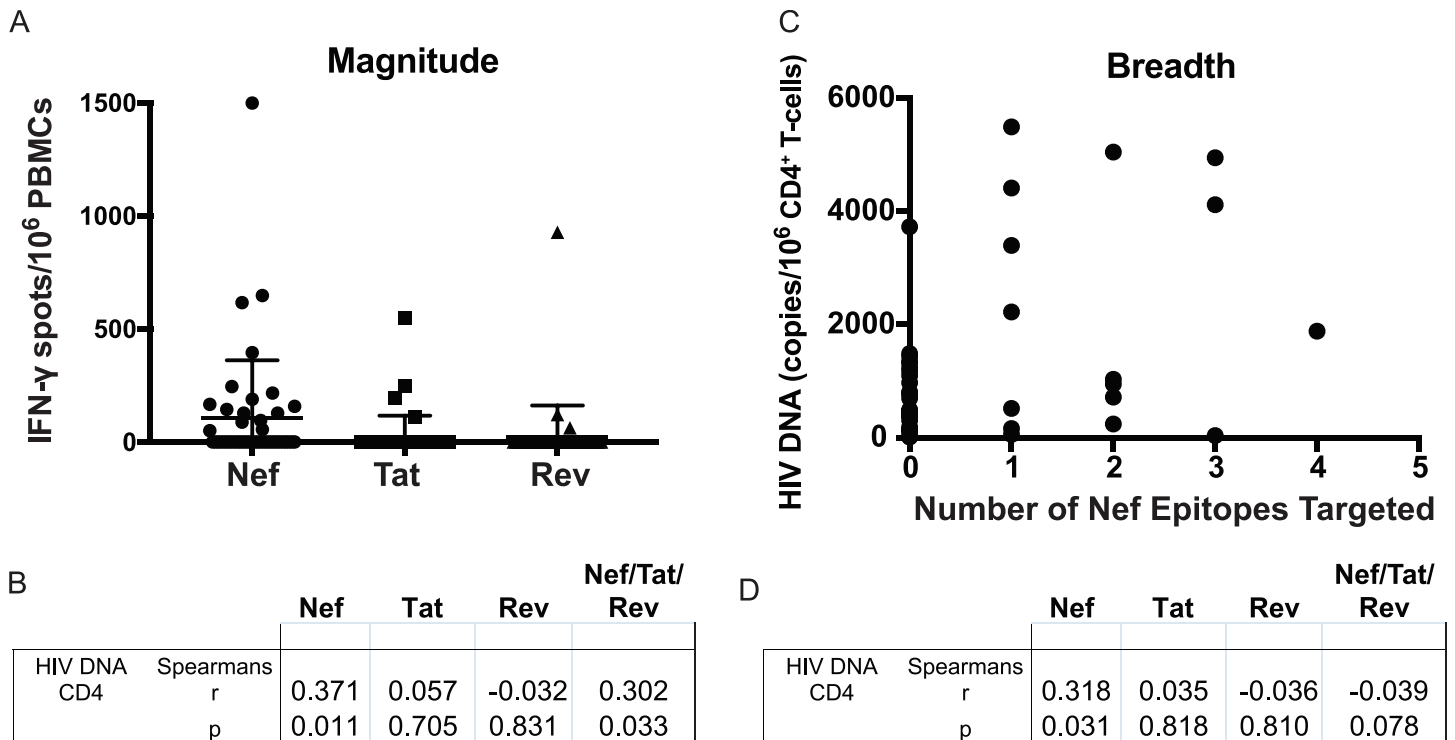 A
Magnitude
IFN-γ spots/10⁶ PBMCs
1500
1000
500
0
Nef Tat Rev
C
Breadth
HIV DNA (copies/10⁶ CD4⁺ T-cells)
6000
4000
2000
0
0 1 2 3 4 5
Number of Nef Epitopes Targeted
B
Nef Tat Rev Nef/Tat/
Rev
HIV DNA Spearmans
CD4 r 0.371 0.057 -0.032 0.302
p 0.011 0.705 0.831 0.033
D
Nef Tat Rev Nef/Tat/
Rev
HIV DNA Spearmans
CD4 r 0.318 0.035 -0.036 -0.039
p 0.031 0.818 0.810 0.078